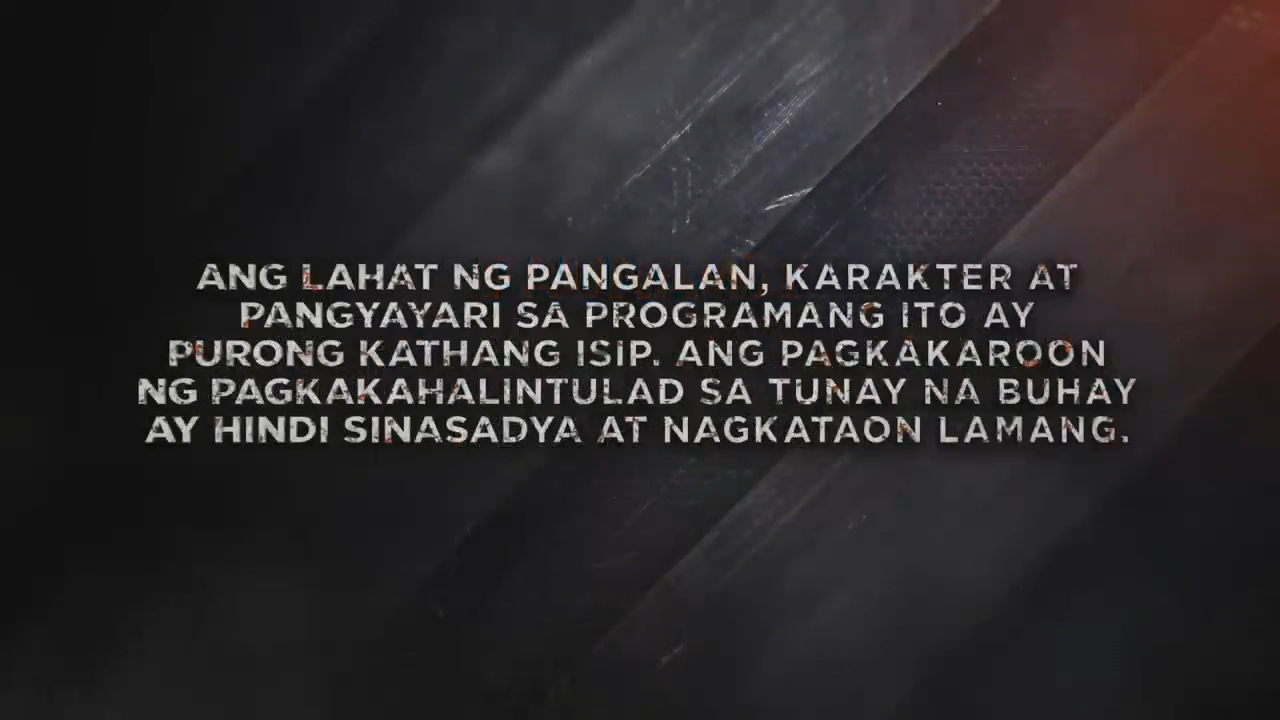 ANG LAHAT NG PANGALAN, KARAKTER AT
PANGYAYARI SA PROGRAMANG ITO AY
PURONG KATHANG ISIP. ANG PAGKAKAROON
NG PAGKAKAHALINTULAD SA TUNAY NA BUHAY
AY HINDI SINASADYA AT NAGKATAON LAMANG.